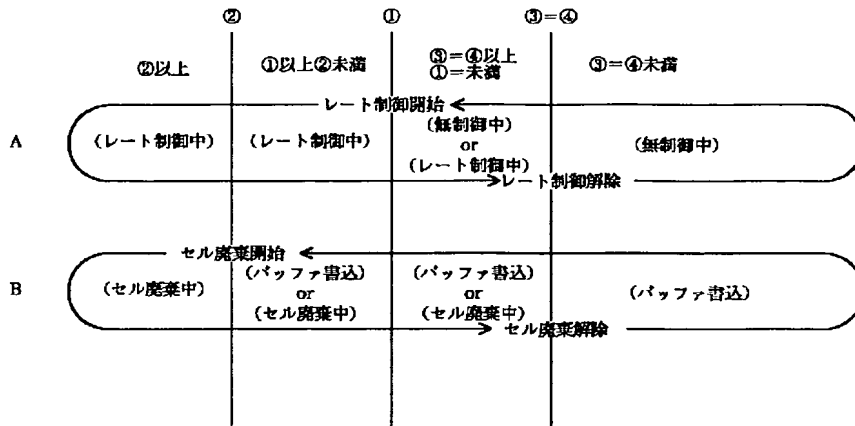 ② ① ③=④
②以上 ①以上②未満 ③=④以上 ③=④未満
①=未満
レート制御開始
A (レート制御中) (レート制御中) (無制御中) (無制御中)
or
(レート制御中)
レート制御解除
セル廃棄開始
B (セル廃棄中) (バッファ書込) (バッファ書込) (バッファ書込)
or or
(セル廃棄中) (セル廃棄中)
セル廃棄解除